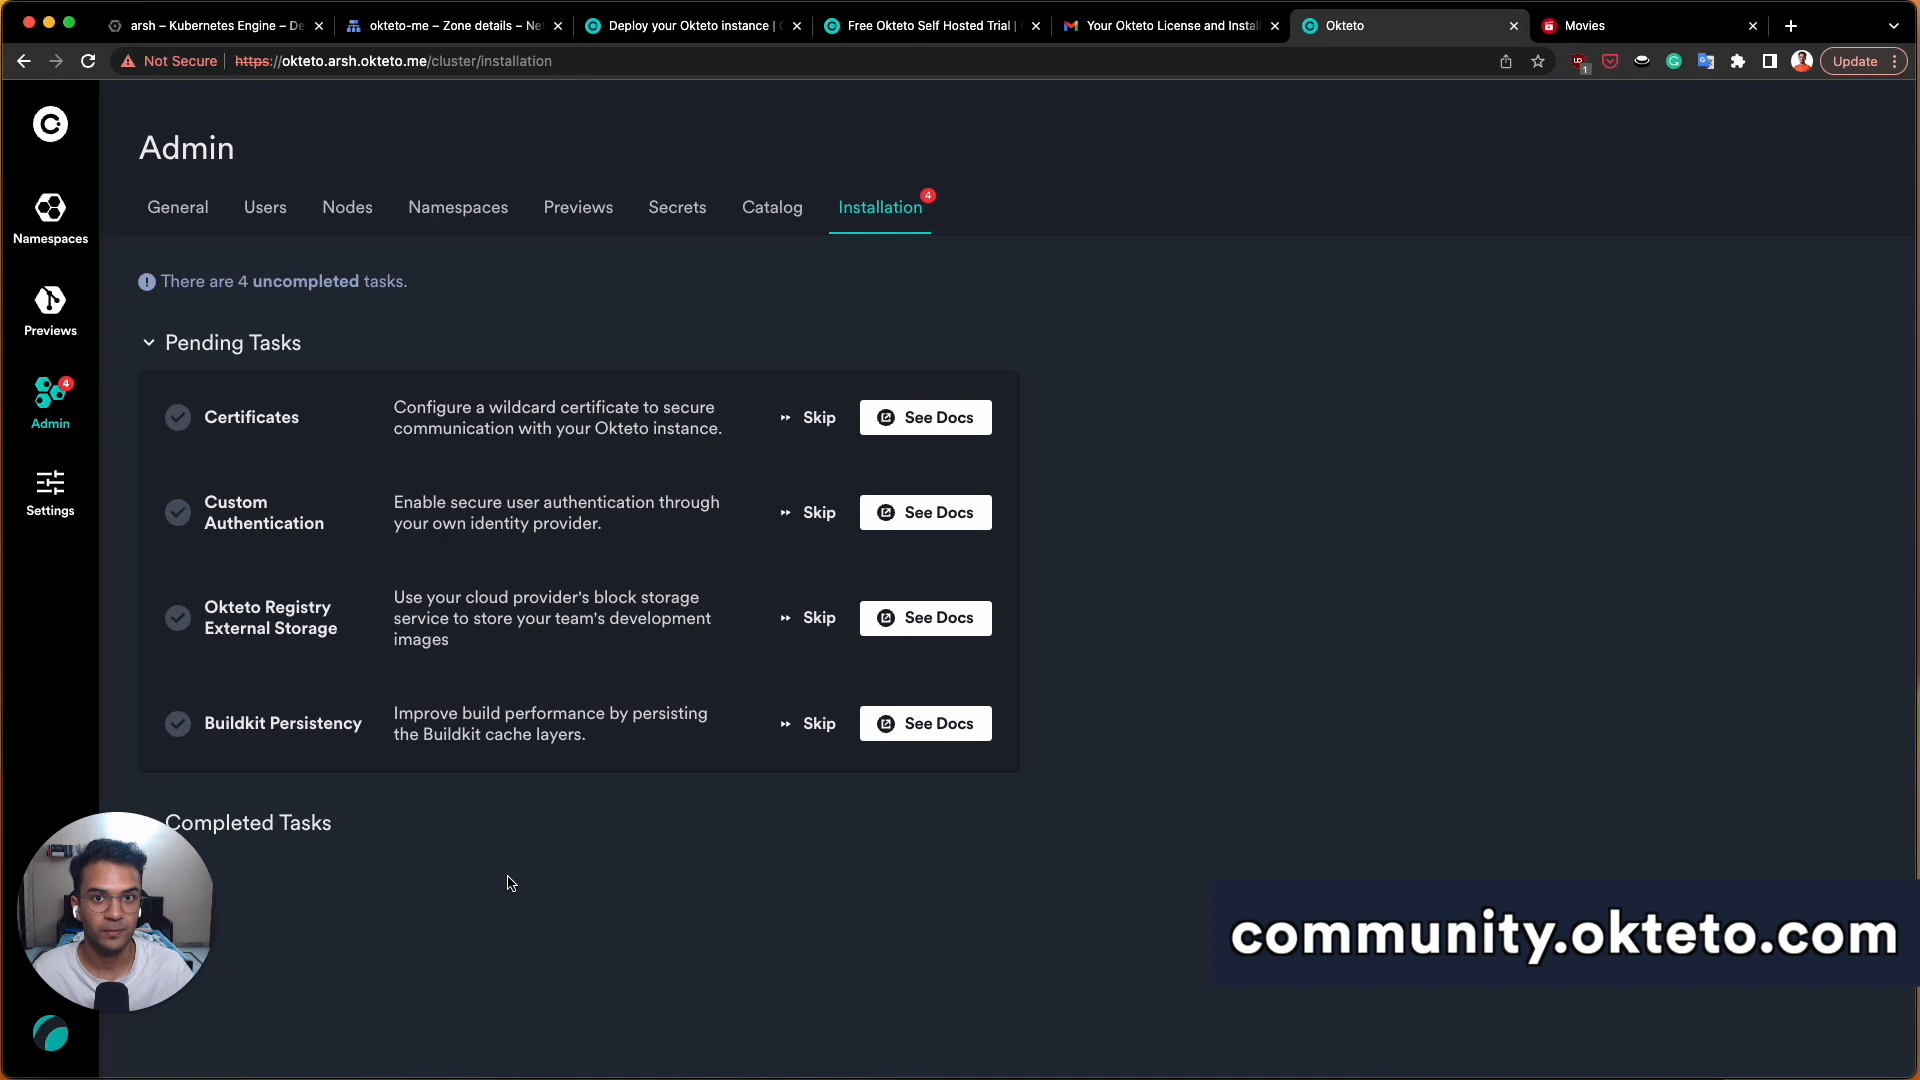 arsh – Kubernetes Engine – De
okteto-me – Zone details – Net
Deploy your Okteto instance | O
Free Okteto Self Hosted Trial |
Your Okteto License and Install
Okteto
Movies
Not Secure
https://okteto.arsh.okteto.me/cluster/installation
1
Update
Admin
General
Users
Nodes
Namespaces
Previews
Secrets
Catalog
Installation
4
Namespaces
Previews
4
Admin
Settings
There are 4 uncompleted tasks.
Pending Tasks
Certificates
Configure a wildcard certificate to secure
communication with your Okteto instance.
Skip
See Docs
Custom
Authentication
Enable secure user authentication through
your own identity provider.
Skip
See Docs
Okteto Registry
External Storage
Use your cloud provider's block storage
service to store your team's development
images
Skip
See Docs
Buildkit Persistency
Improve build performance by persisting
the Buildkit cache layers.
Skip
See Docs
Completed Tasks
community.okteto.com